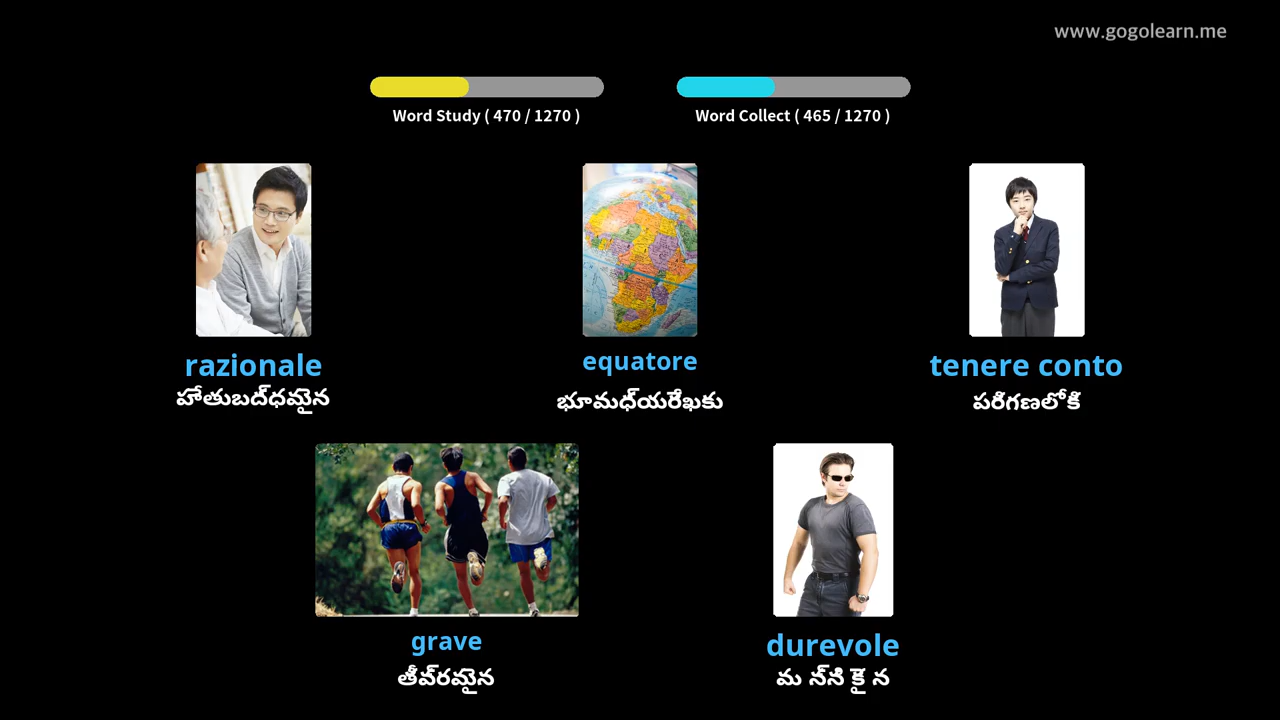 www.gogolearn.me
Word Study ( 470 / 1270 )
Word Collect ( 465 / 1270 )
razionale
హేతుబద్ధమైన
equatore
భూమధ్యరేఖకు
tenere conto
పరిగణలోకి
grave
తీవ్రమైన
durevole
మ న్ని కై న